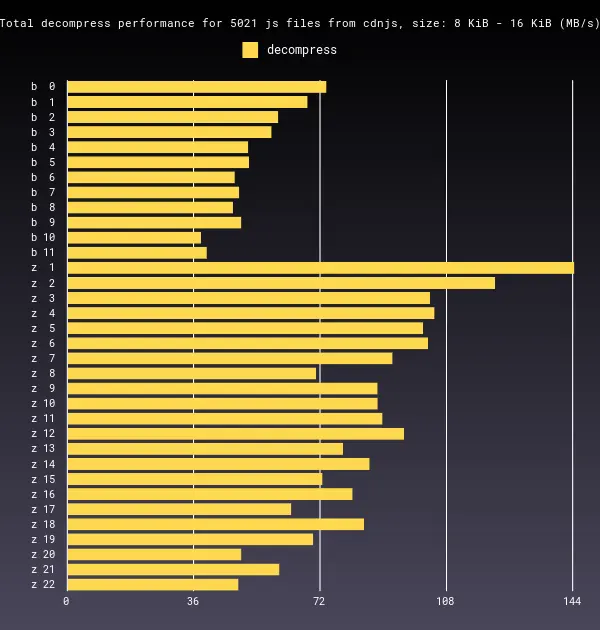 Total decompress performance for 5021 js files from cdnjs, size: 8 KiB - 16 KiB (MB/s)
decompress
b 0
b 1
b 2
b 3
b 4
b 5
b 6
b 7
b 8
b 9
b 10
b 11
z 1
z 2
z 3
z 4
z 5
z 6
z 7
z 8
z 9
z 10
z 11
z 12
z 13
z 14
z 15
z 16
z 17
z 18
z 19
z 20
z 21
z 22
0 36 72 108 144